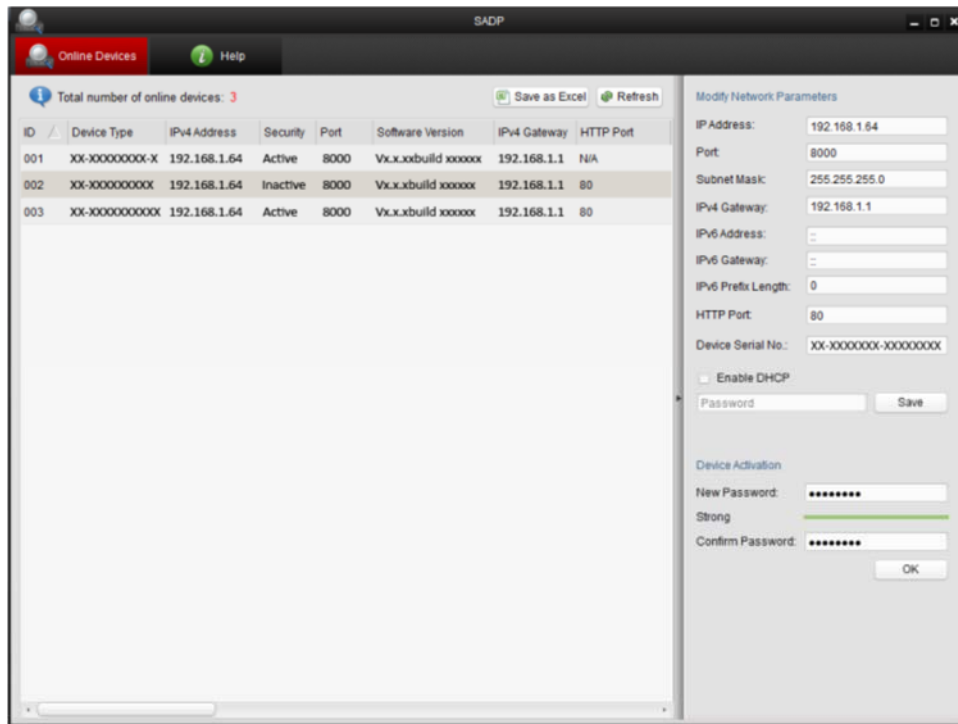 SADP
Online Devices Help
Total number of online devices: 3 Save as Excel Refresh
ID Device Type IPv4 Address Security Port Software Version IPv4 Gateway HTTP Port
001 XX-XXXXXXXX-X 192.168.1.64 Active 8000 Vx.x.xxbuild xxxxxx 192.168.1.1 N/A
002 XX-XXXXXXXXX 192.168.1.64 Inactive 8000 Vx.x.xbuild xxxxxx 192.168.1.1 80
003 XX-XXXXXXXXXX 192.168.1.64 Active 8000 Vx.x.xbuild xxxxxx 192.168.1.1 80
Modify Network Parameters
IP Address: 192.168.1.64
Port: 8000
Subnet Mask: 255.255.255.0
IPv4 Gateway: 192.168.1.1
IPv6 Address: ::
IPv6 Gateway: ::
IPv6 Prefix Length: 0
HTTP Port: 80
Device Serial No.: XX-XXXXXXX-XXXXXXXX
Enable DHCP
Password Save
Device Activation
New Password: ••••••••
Strong
Confirm Password: ••••••••
OK